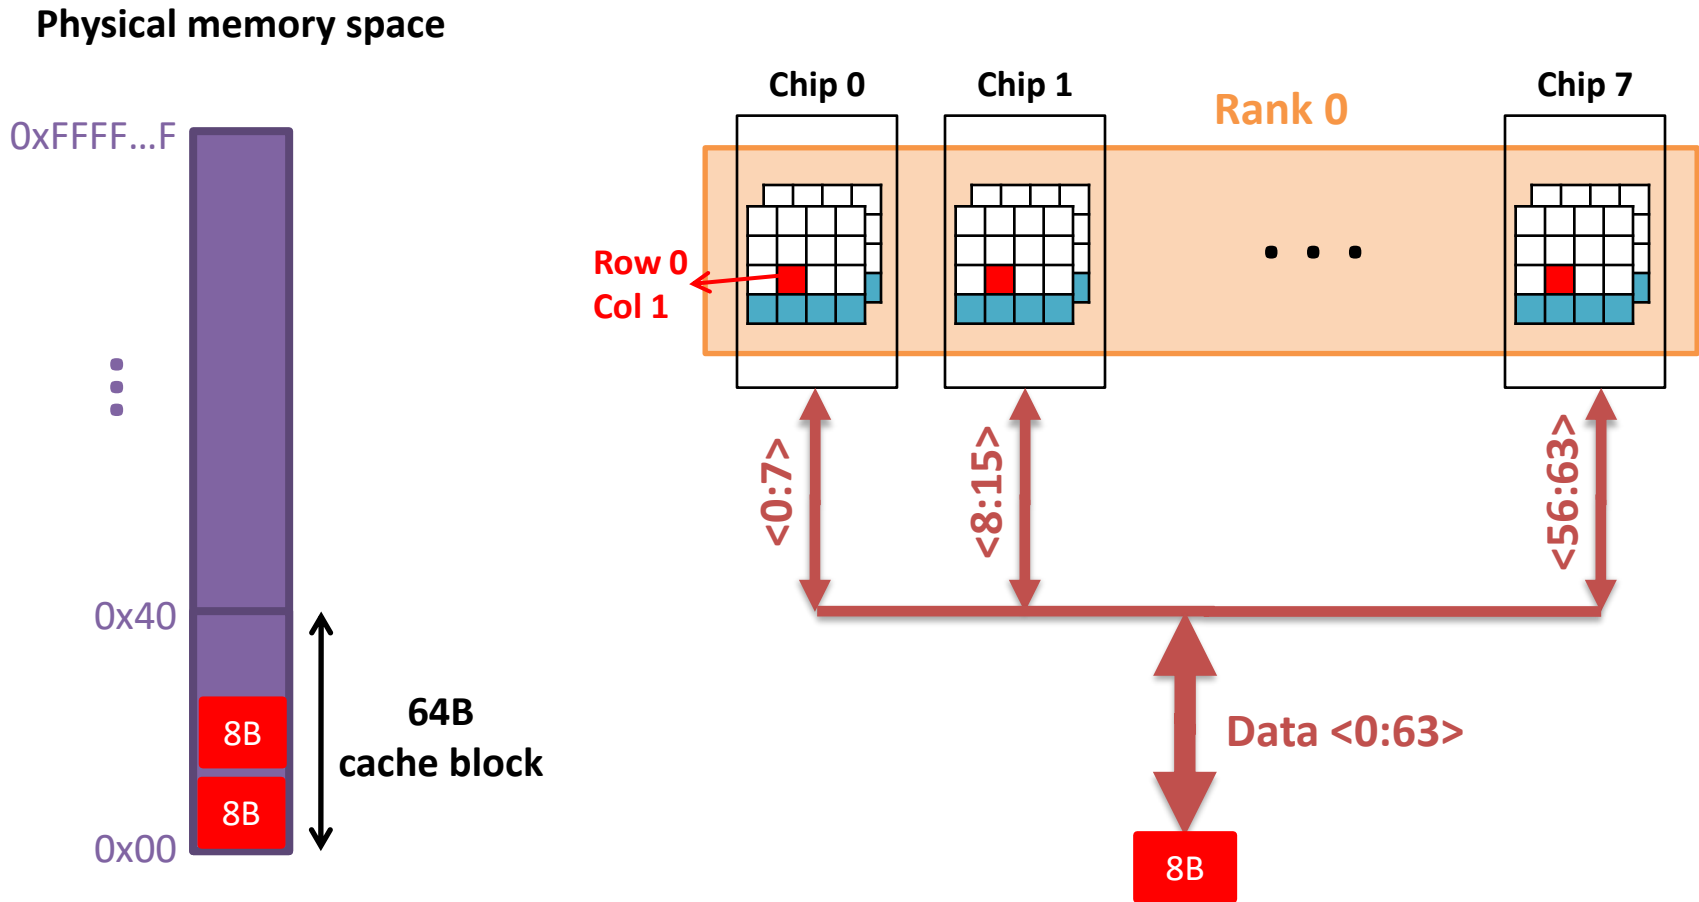 Physical memory space
Chip 0
Chip 1
Chip 7
Rank 0
0xFFFF...F
Row 0
Col 1
<0:7>
<8:15>
<56:63>
0x40
64B
cache block
8B
8B
0x00
Data <0:63>
8B